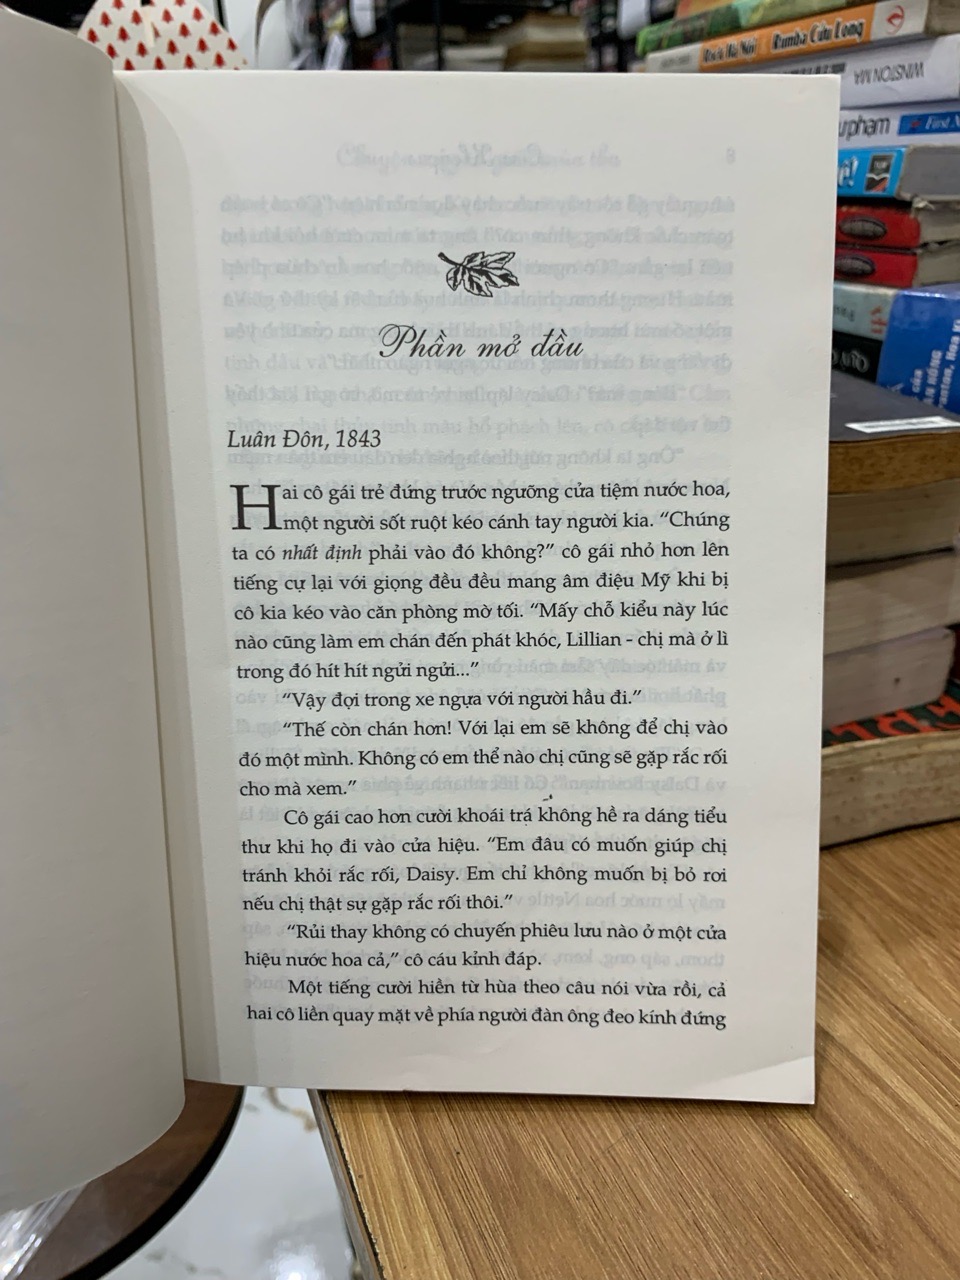 Phần mở đầu
Luân Đôn, 1843
Hai cô gái trẻ đứng trước ngưỡng cửa tiệm nước hoa,
một người sốt ruột kéo cánh tay người kia. “Chúng
ta có nhất định phải vào đó không?” cô gái nhỏ hơn lên
tiếng cự lại với giọng đều đều mang âm điệu Mỹ khi bị
cô kia kéo vào căn phòng mờ tối. “Mấy chỗ kiểu này lúc
nào cũng làm em chán đến phát khóc, Lillian - chị mà ở lì
trong đó hít hít ngửi ngửi...”
“Vậy đợi trong xe ngựa với người hầu đi.”
“Thế còn chán hơn! Với lại em sẽ không để chị vào
đó một mình. Không có em thể nào chị cũng sẽ gặp rắc rối
cho mà xem.”
Cô gái cao hơn cười khoái trá không hề ra dáng tiểu
thư khi họ đi vào cửa hiệu. “Em đâu có muốn giúp chị
tránh khỏi rắc rối, Daisy. Em chỉ không muốn bị bỏ rơi
nếu chị thật sự gặp rắc rối thôi.”
“Rủi thay không có chuyến phiêu lưu nào ở một cửa
hiệu nước hoa cả,” cô cáu kỉnh đáp.
Một tiếng cười hiền từ hùa theo câu nói vừa rồi, cả
hai cô liền quay mặt về phía người đàn ông đeo kính đứng
Rumba Cửu Long
WINSTON MA
phạm
First N